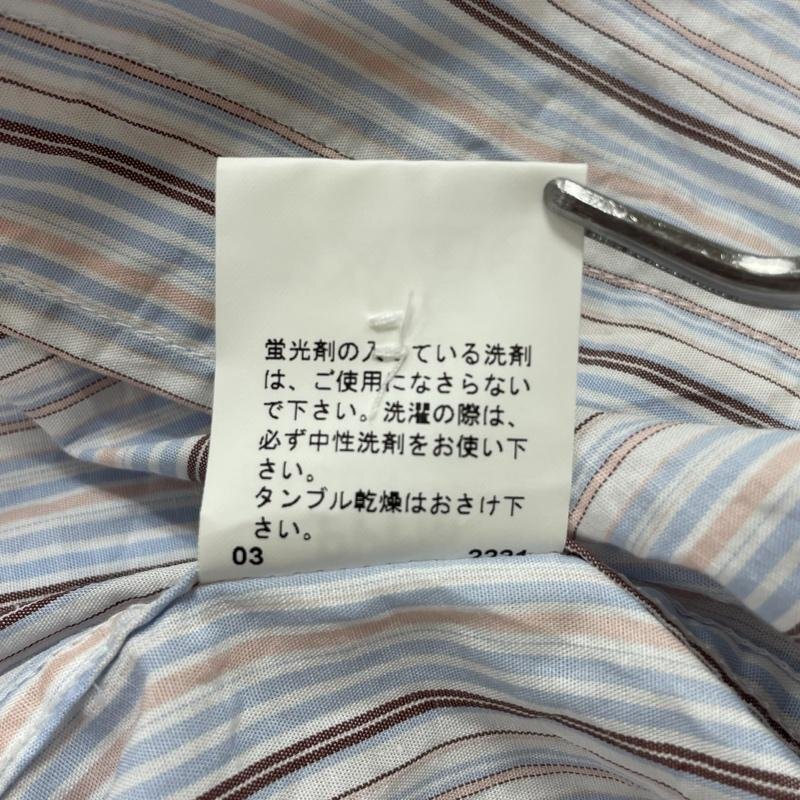 蛍光剤の入っている洗剤
は、ご使用になさらない
で下さい。洗濯の際は、
必ず中性洗剤をお使い下
さい。
タンブル乾燥はおさけ下
さい。
03